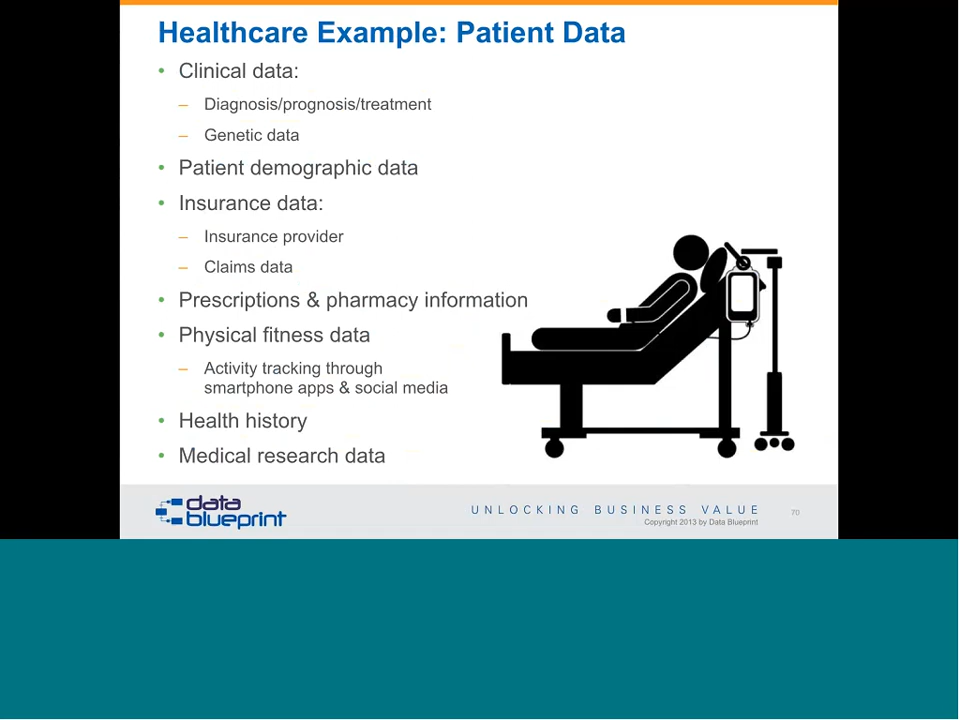 Healthcare Example: Patient Data
• Clinical data:
– Diagnosis/prognosis/treatment
– Genetic data
• Patient demographic data
• Insurance data:
– Insurance provider
– Claims data
• Prescriptions & pharmacy information
• Physical fitness data
– Activity tracking through
smartphone apps & social media
• Health history
• Medical research data
data
blueprint
UNLOCKING BUSINESS VALUE
Copyright 2013 by Data Blueprint
70